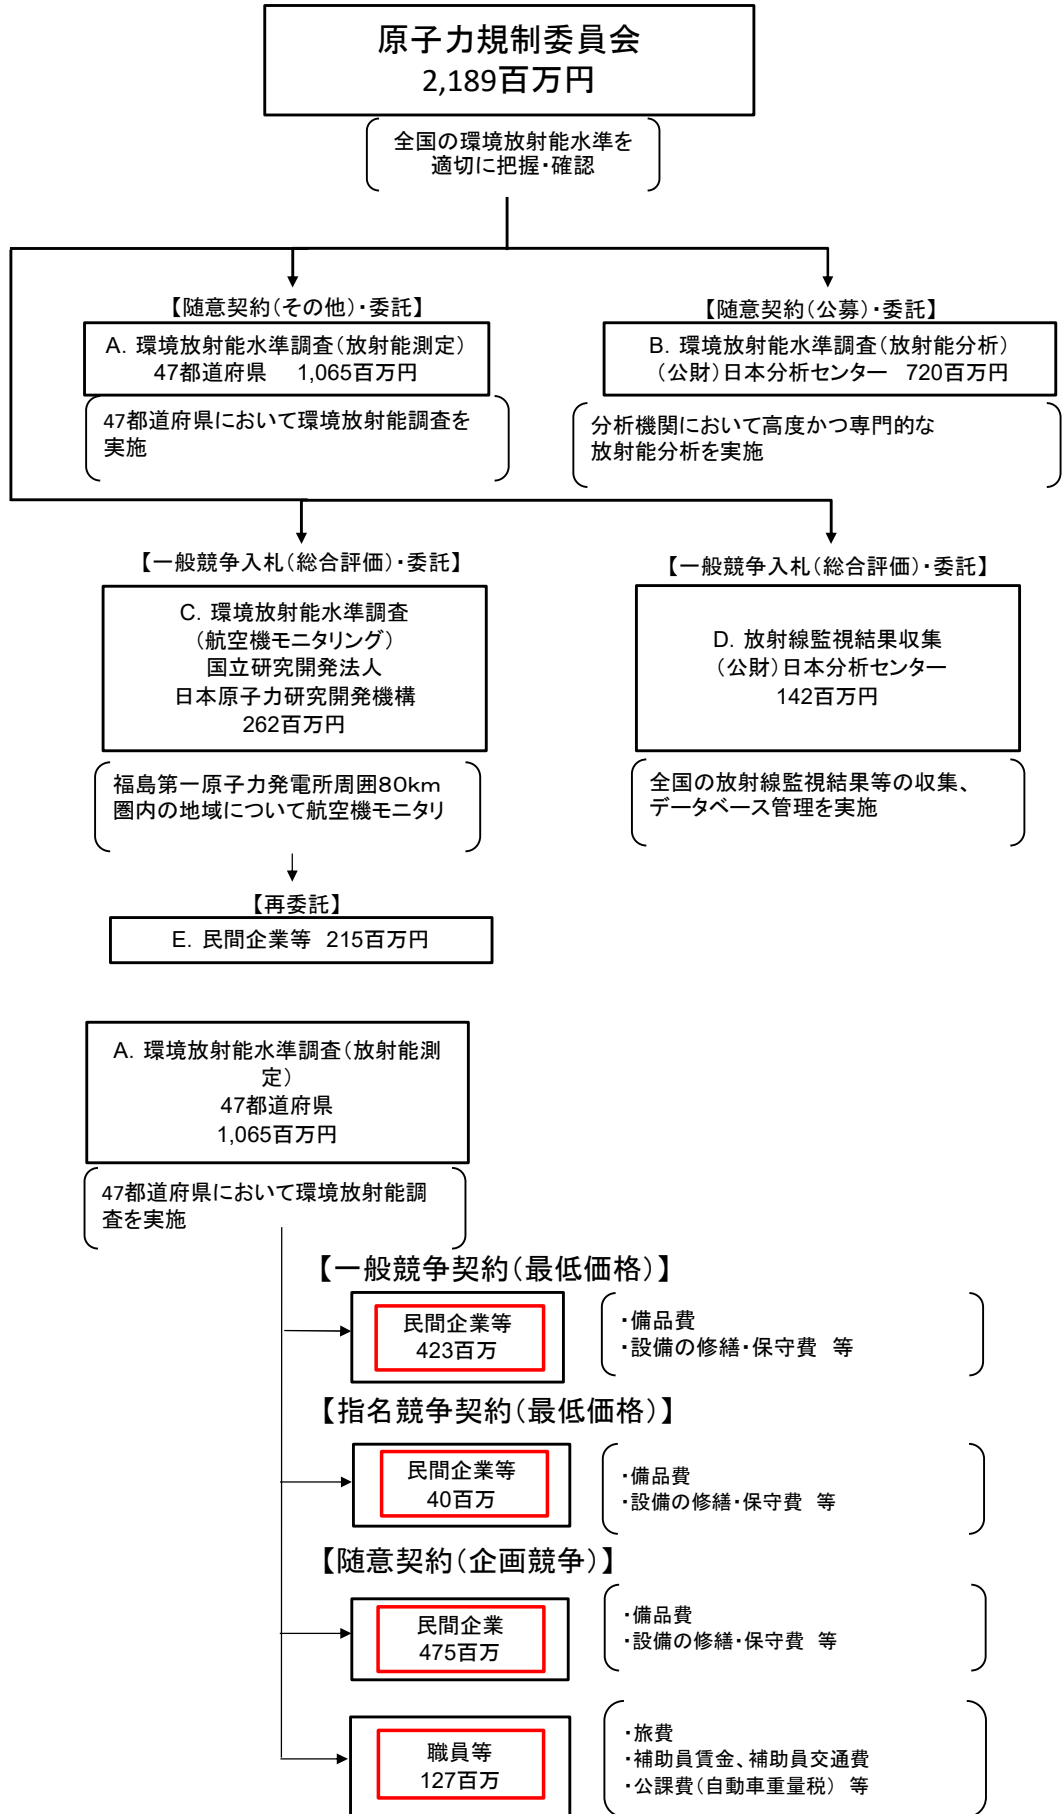 原子力規制委員会
2,189百万円
全国の環境放射能水準を
適切に把握・確認
【随意契約(その他)・委託】
A. 環境放射能水準調査(放射能測定)
47都道府県 1,065百万円
47都道府県において環境放射能調査を
実施
【随意契約(公募)・委託】
B. 環境放射能水準調査(放射能分析)
(公財)日本分析センター 720百万円
分析機関において高度かつ専門的な
放射能分析を実施
【一般競争入札(総合評価)・委託】
C. 環境放射能水準調査
(航空機モニタリング)
国立研究開発法人
日本原子力研究開発機構
262百万円
福島第一原子力発電所周囲80km
圏内の地域について航空機モニタリ
【一般競争入札(総合評価)・委託】
D. 放射線監視結果収集
(公財)日本分析センター
142百万円
全国の放射線監視結果等の収集、
データベース管理を実施
【再委託】
E. 民間企業等 215百万円
A. 環境放射能水準調査(放射能測
定)
47都道府県
1,065百万円
47都道府県において環境放射能調
査を実施
【一般競争契約(最低価格)】
民間企業等
423百万
・備品費
・設備の修繕・保守費 等
【指名競争契約(最低価格)】
民間企業等
40百万
・備品費
・設備の修繕・保守費 等
【随意契約(企画競争)】
民間企業
475百万
・備品費
・設備の修繕・保守費 等
職員等
127百万
・旅費
・補助員賃金、補助員交通費
・公課費(自動車重量税) 等